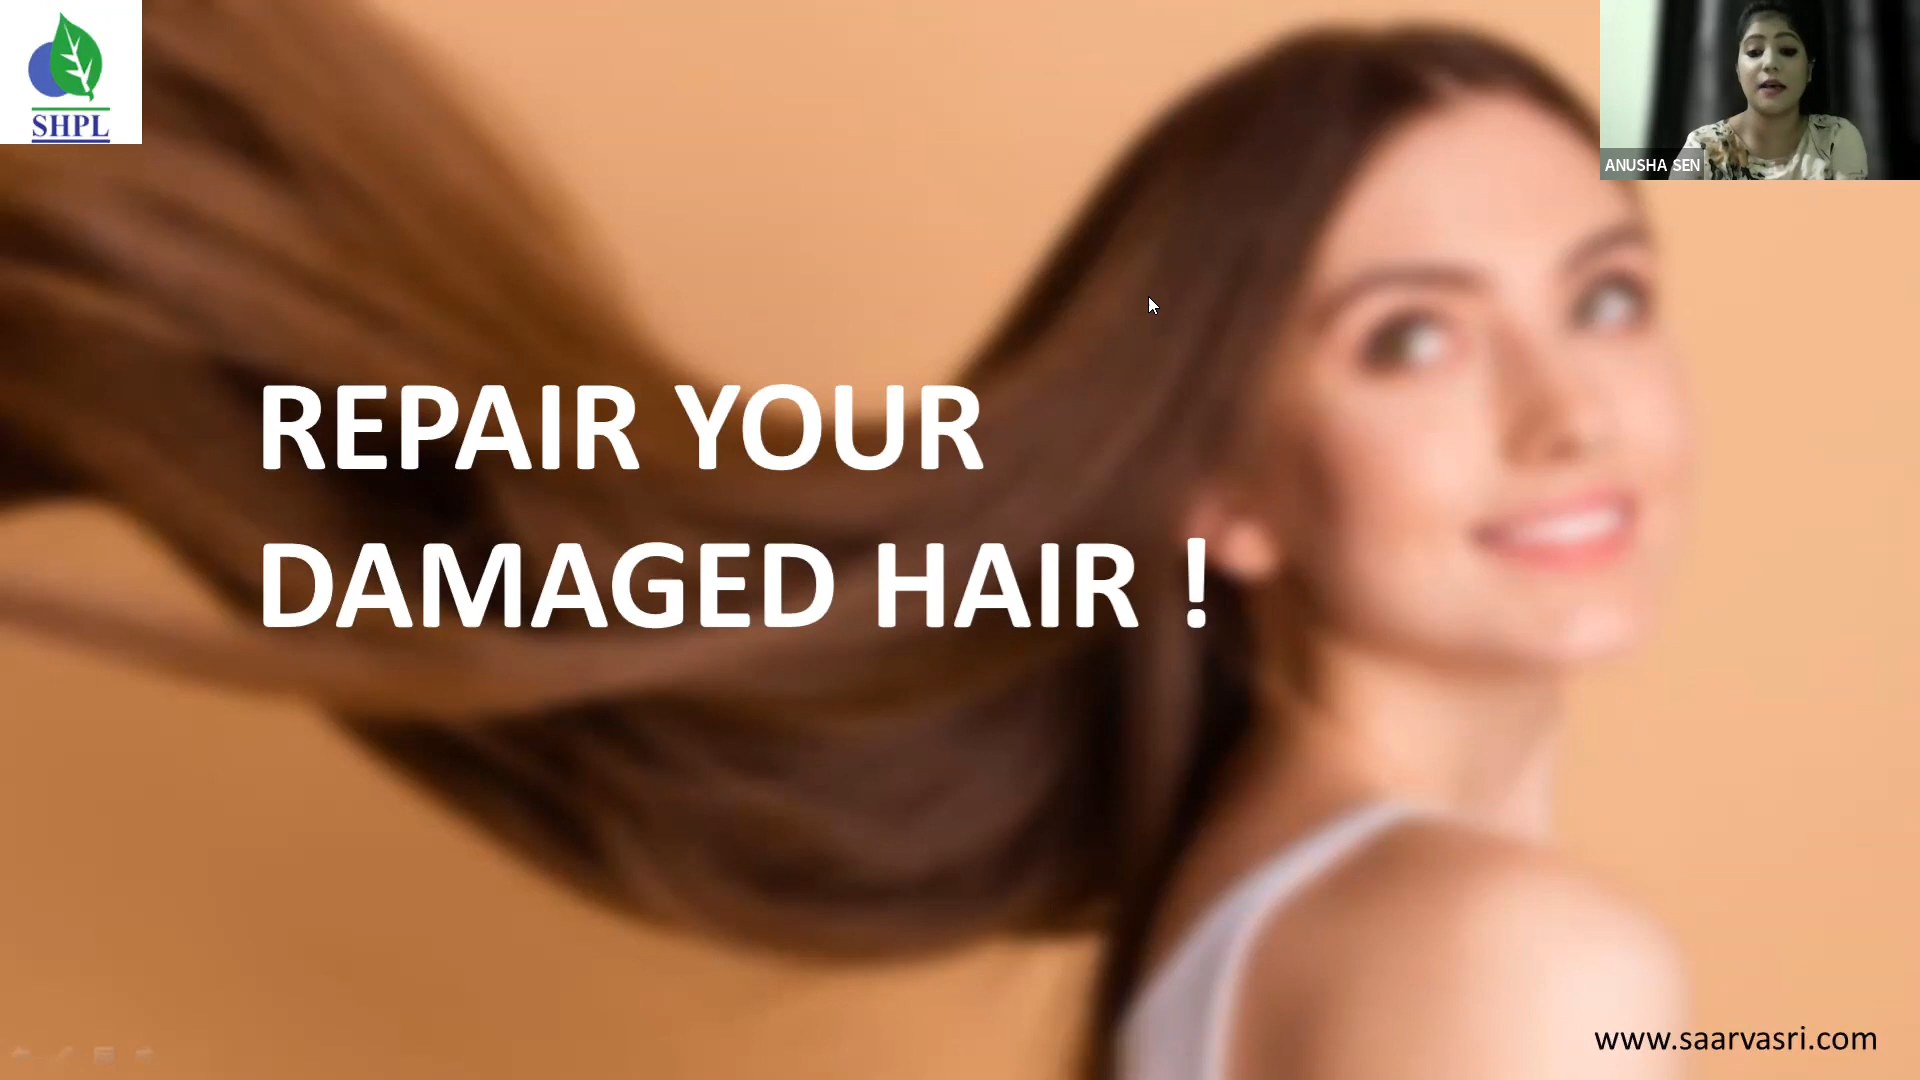 SHPL
ANUSHA SEN
REPAIR YOUR
DAMAGED HAIR !
www.saarvasri.com